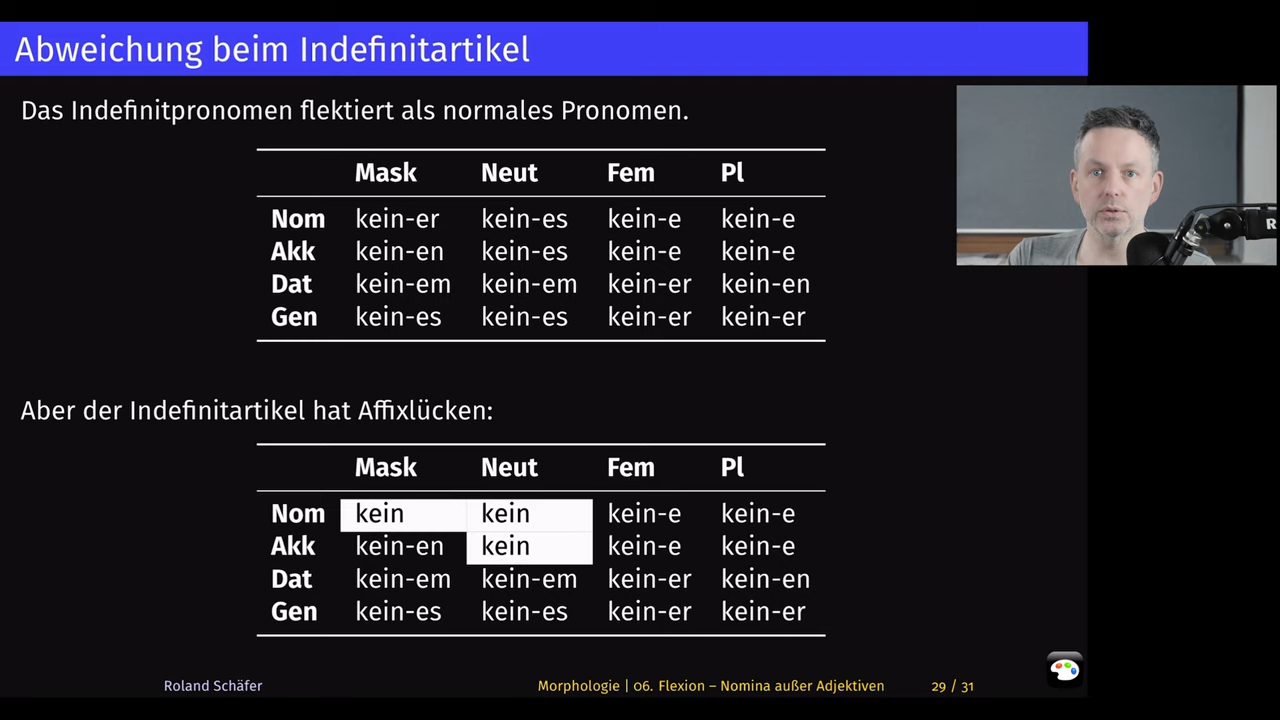 Abweichung beim Indefinitartikel
Das Indefinitpronomen flektiert als normales Pronomen.
Mask Neut Fem Pl
Nom kein-er kein-es kein-e kein-e
Akk kein-en kein-es kein-e kein-e
Dat kein-em kein-em kein-er kein-en
Gen kein-es kein-es kein-er kein-er
Aber der Indefinitartikel hat Affixlücken:
Mask Neut Fem Pl
Nom kein kein kein-e kein-e
Akk kein-en kein kein-e kein-e
Dat kein-em kein-em kein-er kein-en
Gen kein-es kein-es kein-er kein-er
Roland Schäfer Morphologie | 06. Flexion – Nomina außer Adjektiven 29 / 31